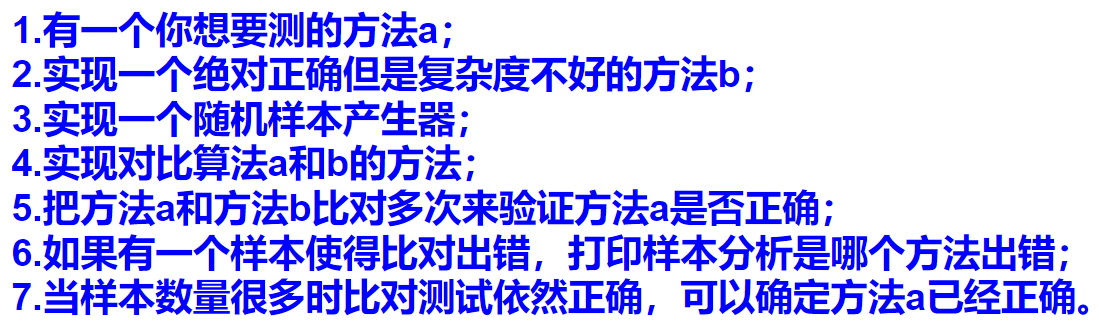 1.有一个你想要测的方法a；
2.实现一个绝对正确但是复杂度不好的方法b；
3.实现一个随机样本产生器；
4.实现对比算法a和b的方法；
5.把方法a和方法b比对多次来验证方法a是否正确；
6.如果有一个样本使得比对出错，打印样本分析是哪个方法出错；
7.当样本数量很多时比对测试依然正确，可以确定方法a已经正确。